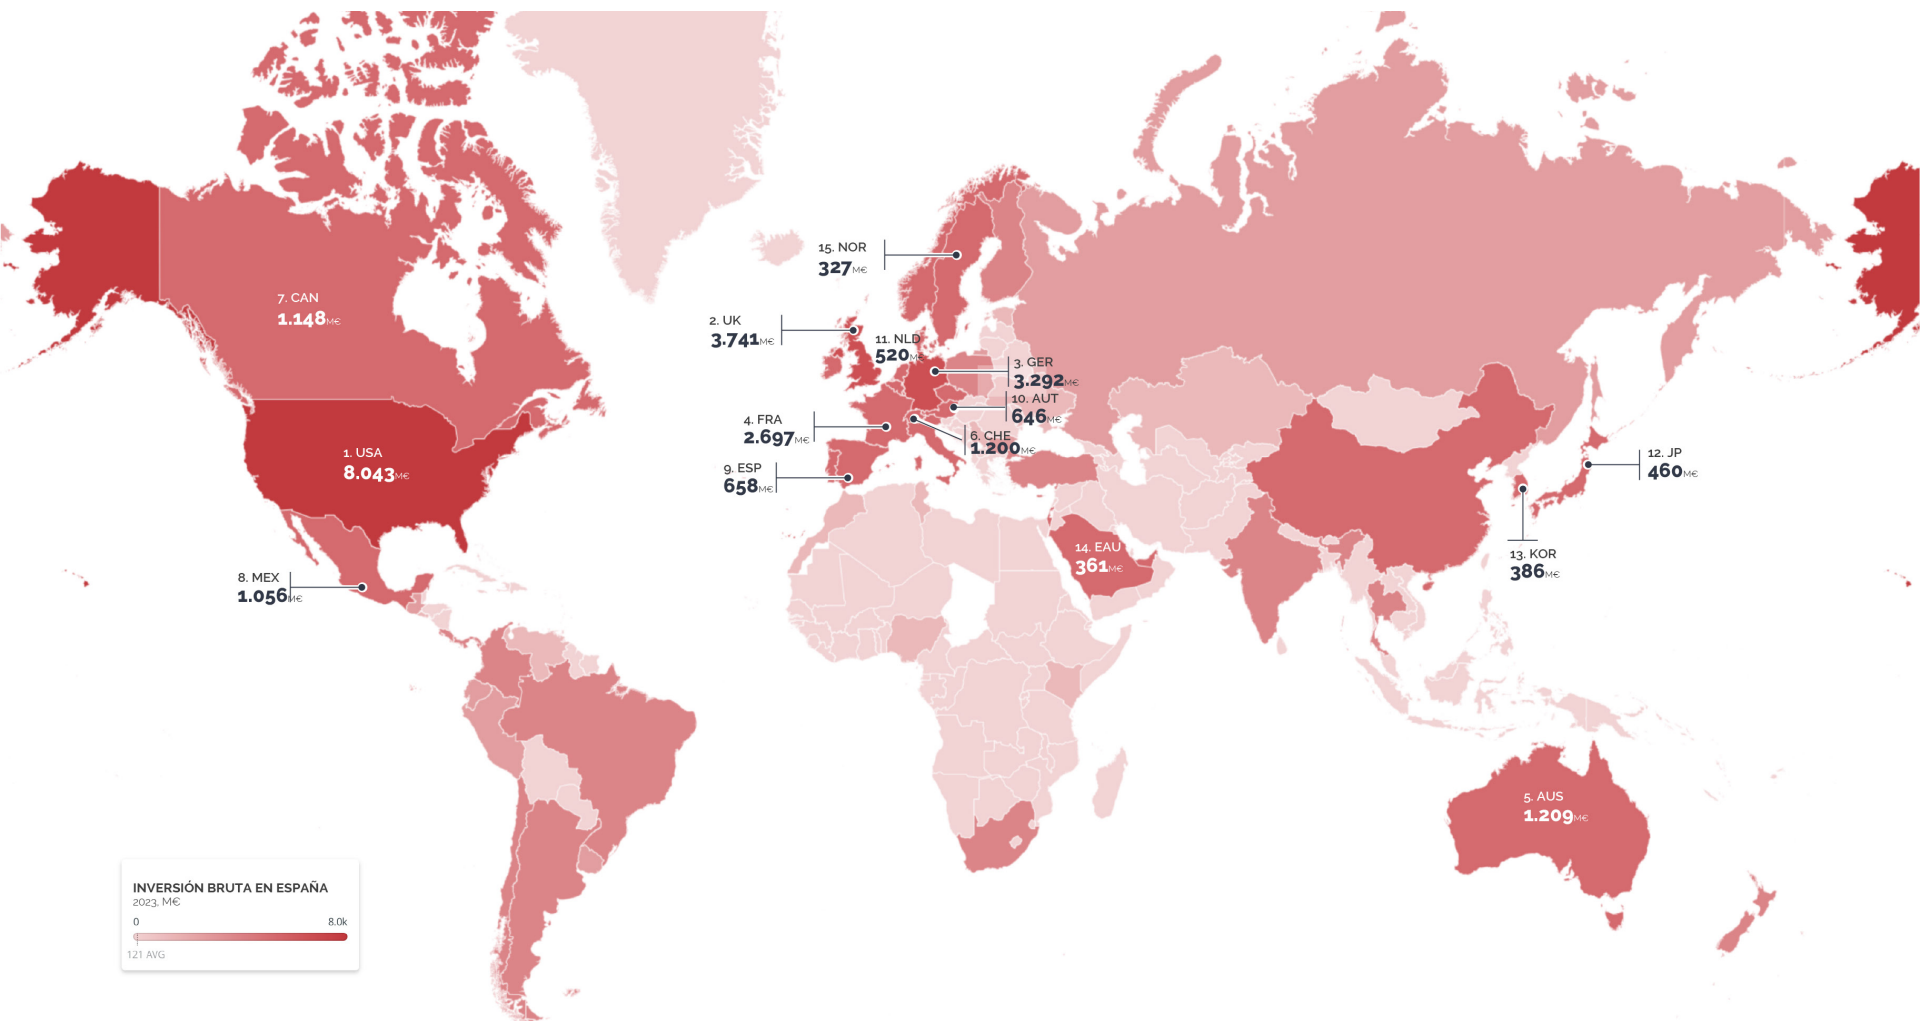 15. NOR
327M€
7. CAN
1.148M€
2. UK
3.741M€
11. NLD
520M€
3. GER
3.292M€
10. AUT
646M€
4. FRA
2.697M€
6. CHE
1.200M€
1. USA
8.043M€
9. ESP
658M€
12. JP
460M€
14. EAU
361M€
13. KOR
386M€
8. MEX
1.056M€
5. AUS
1.209M€
INVERSIÓN BRUTA EN ESPAÑA
2023, M€
0 8.0k
121 AVG